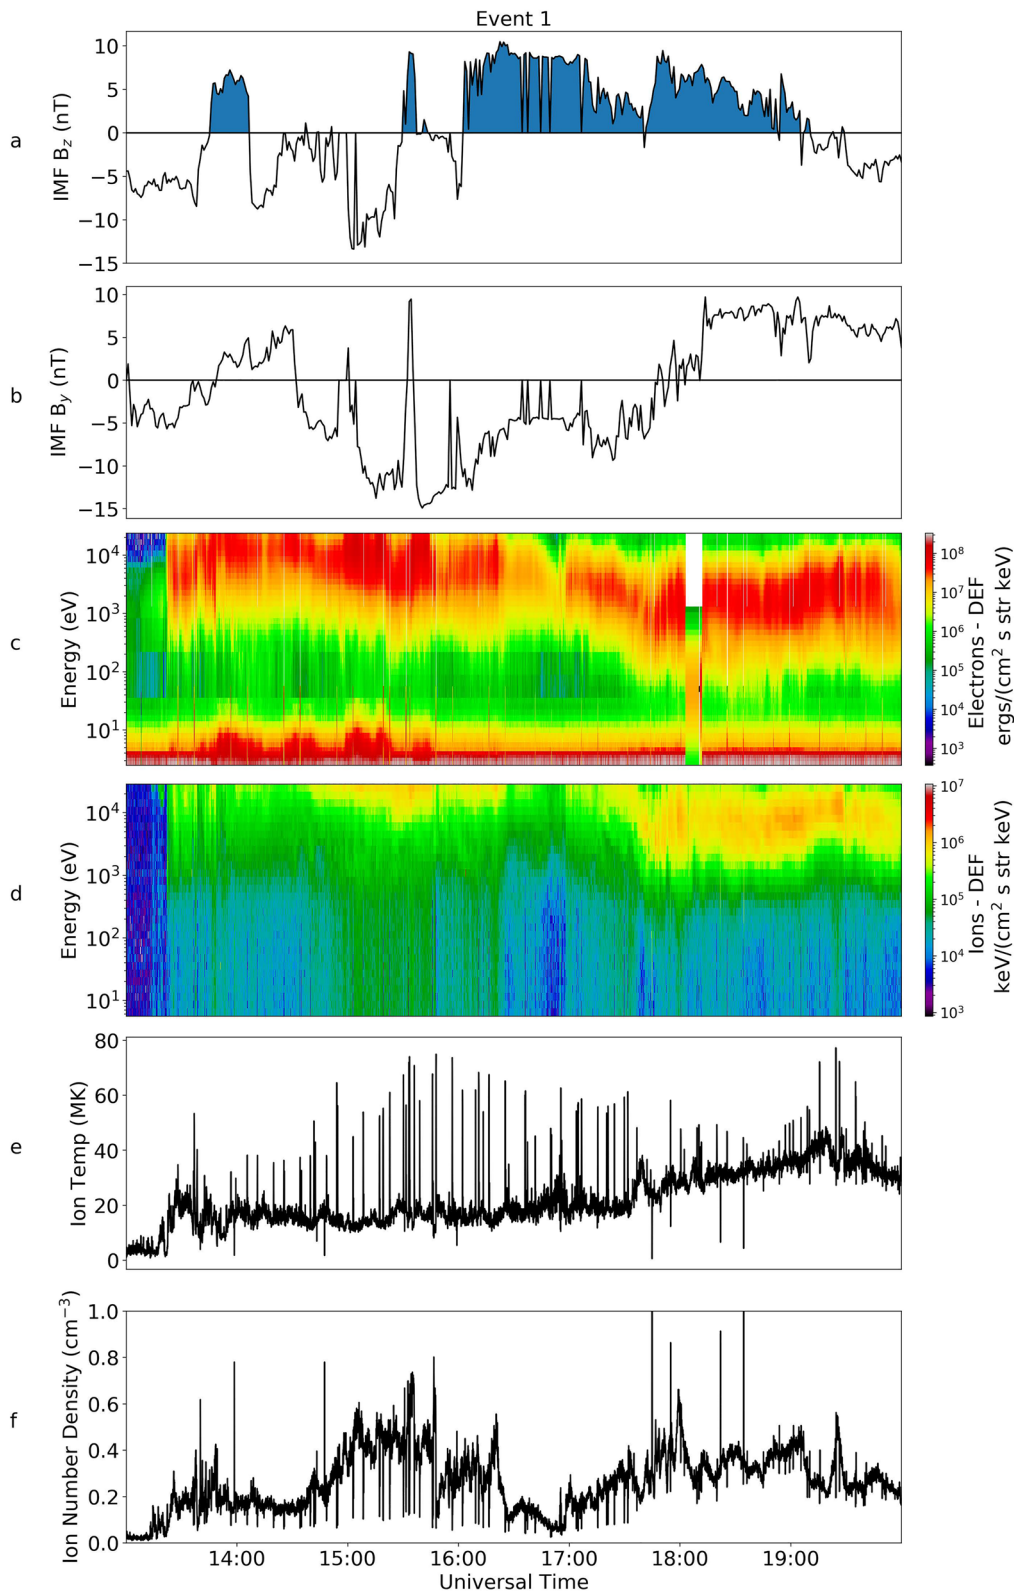 Event 1
a
IMF B_z (nT)
10
5
0
−5
−10
−15
b
IMF B_y (nT)
10
5
0
−5
−10
−15
c
Energy (eV)
10^4
10^3
10^2
10^1
10^8
10^7
10^6
10^5
10^4
10^3
Electrons - DEF
ergs/(cm^2 s str keV)
d
Energy (eV)
10^4
10^3
10^2
10^1
10^7
10^6
10^5
10^4
10^3
Ions - DEF
keV/(cm^2 s str keV)
e
Ion Temp (MK)
80
60
40
20
0
f
Ion Number Density (cm^−3)
1.0
0.8
0.6
0.4
0.2
0.0
14:00 15:00 16:00 17:00 18:00 19:00
Universal Time